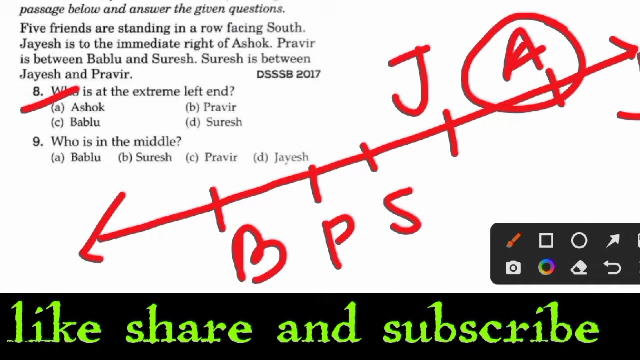 passage below and answer the given questions.
Five friends are standing in a row facing South.
Jayesh is to the immediate right of Ashok. Pravir
is between Bablu and Suresh. Suresh is between
Jayesh and Pravir.
DSSSB 2017
8. Who is at the extreme left end?
(a) Ashok (b) Pravir
(c) Bablu (d) Suresh
9. Who is in the middle?
(a) Bablu (b) Suresh (c) Pravir (d) Jayesh
J A
B P S
like share and subscribe